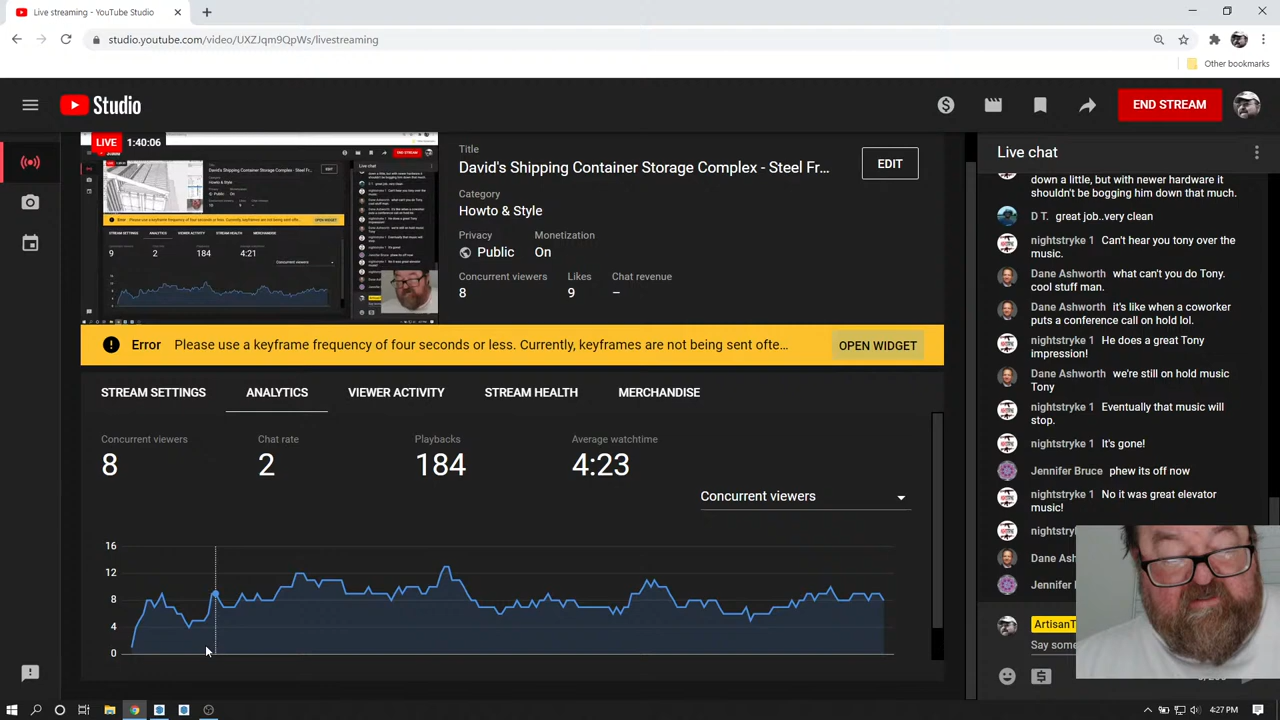 Live streaming - YouTube Studio
studio.youtube.com/video/UXZJqm9QpWs/livestreaming
Other bookmarks
Studio
END STREAM
LIVE 1:40:06
Title
David's Shipping Container Storage Complex - Steel Fr...
EDIT
Category
Howto & Style
Privacy Monetization
Public On
Concurrent viewers Likes Chat revenue
8 9 –
Error Please use a keyframe frequency of four seconds or less. Currently, keyframes are not being sent ofte...
OPEN WIDGET
STREAM SETTINGS ANALYTICS VIEWER ACTIVITY STREAM HEALTH MERCHANDISE
Concurrent viewers Chat rate Playbacks Average watchtime
8 2 184 4:23
Concurrent viewers
16
12
8
4
0
Live chat
down a little, but with newer hardware it
shouldn't be bogging him down that much
D T. great job..very clean
nightstryke 1 Can't hear you tony over the
music.
Dane Ashworth what can't you do Tony.
cool stuff man.
Dane Ashworth it's like when a coworker
puts a conference call on hold lol.
nightstryke 1 He does a great Tony
impression!
Dane Ashworth we're still on hold music
Tony
nightstryke 1 Eventually that music will
stop.
nightstryke 1 It's gone!
Jennifer Bruce phew its off now
nightstryke 1 No it was great elevator
music!
nightstryk
Dane Ash
Jennifer
ArtisanT
Say some
4:27 PM